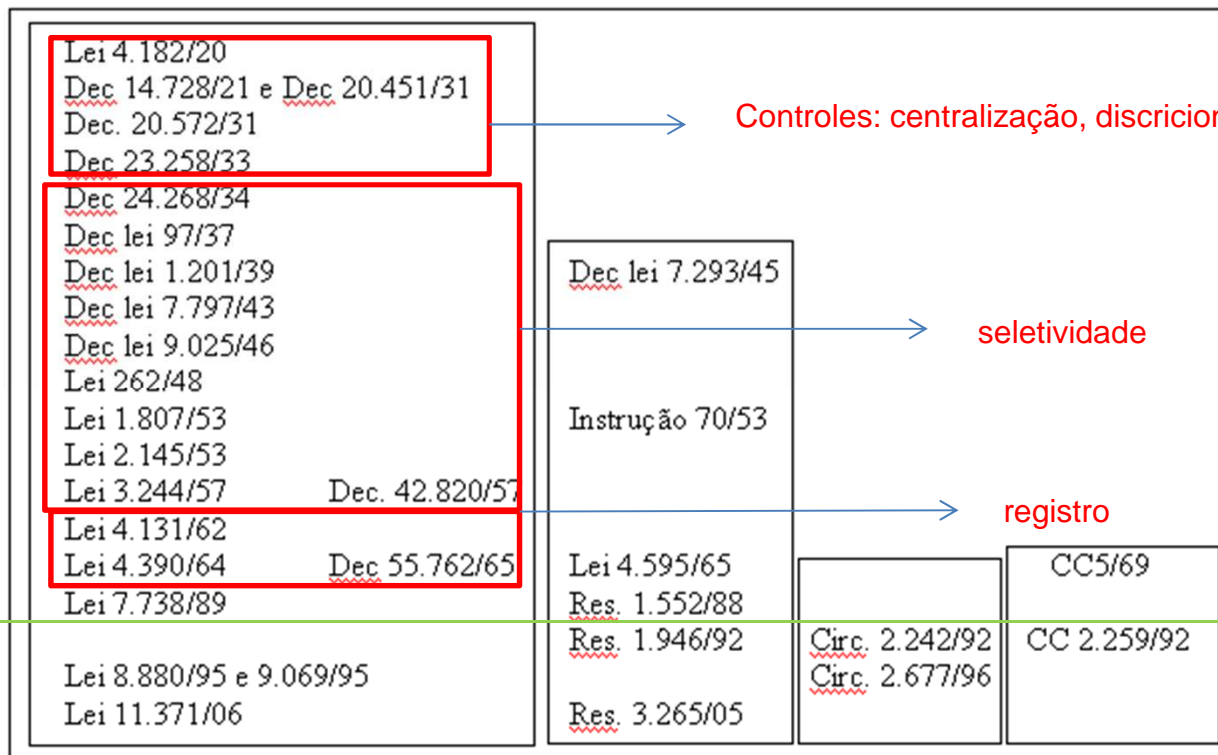 Lei 4.182/20
Dec 14.728/21 e Dec 20.451/31
Dec. 20.572/31
Dec 23.258/33
Controles: centralização,
Dec 24.268/34
Dec lei 97/37
Dec lei 1.201/39
Dec lei 7.797/43
Dec lei 9.025/46
Lei 262/48
Lei 1.807/53
Lei 2.145/53
Lei 3.244/57 Dec. 42.820/57
seletividade
Lei 4.131/62
Lei 4.390/64 Dec 55.762/65
registro
Lei 7.738/89
Lei 8.880/95 e 9.069/95
Lei 11.371/06
Dec lei 7.293/45
Instrução 70/53
Lei 4.595/65
Res. 1.552/88
Res. 1.946/92
Res. 3.265/05
Circ. 2.242/92
Circ. 2.677/96
CC5/69
CC 2.259/92